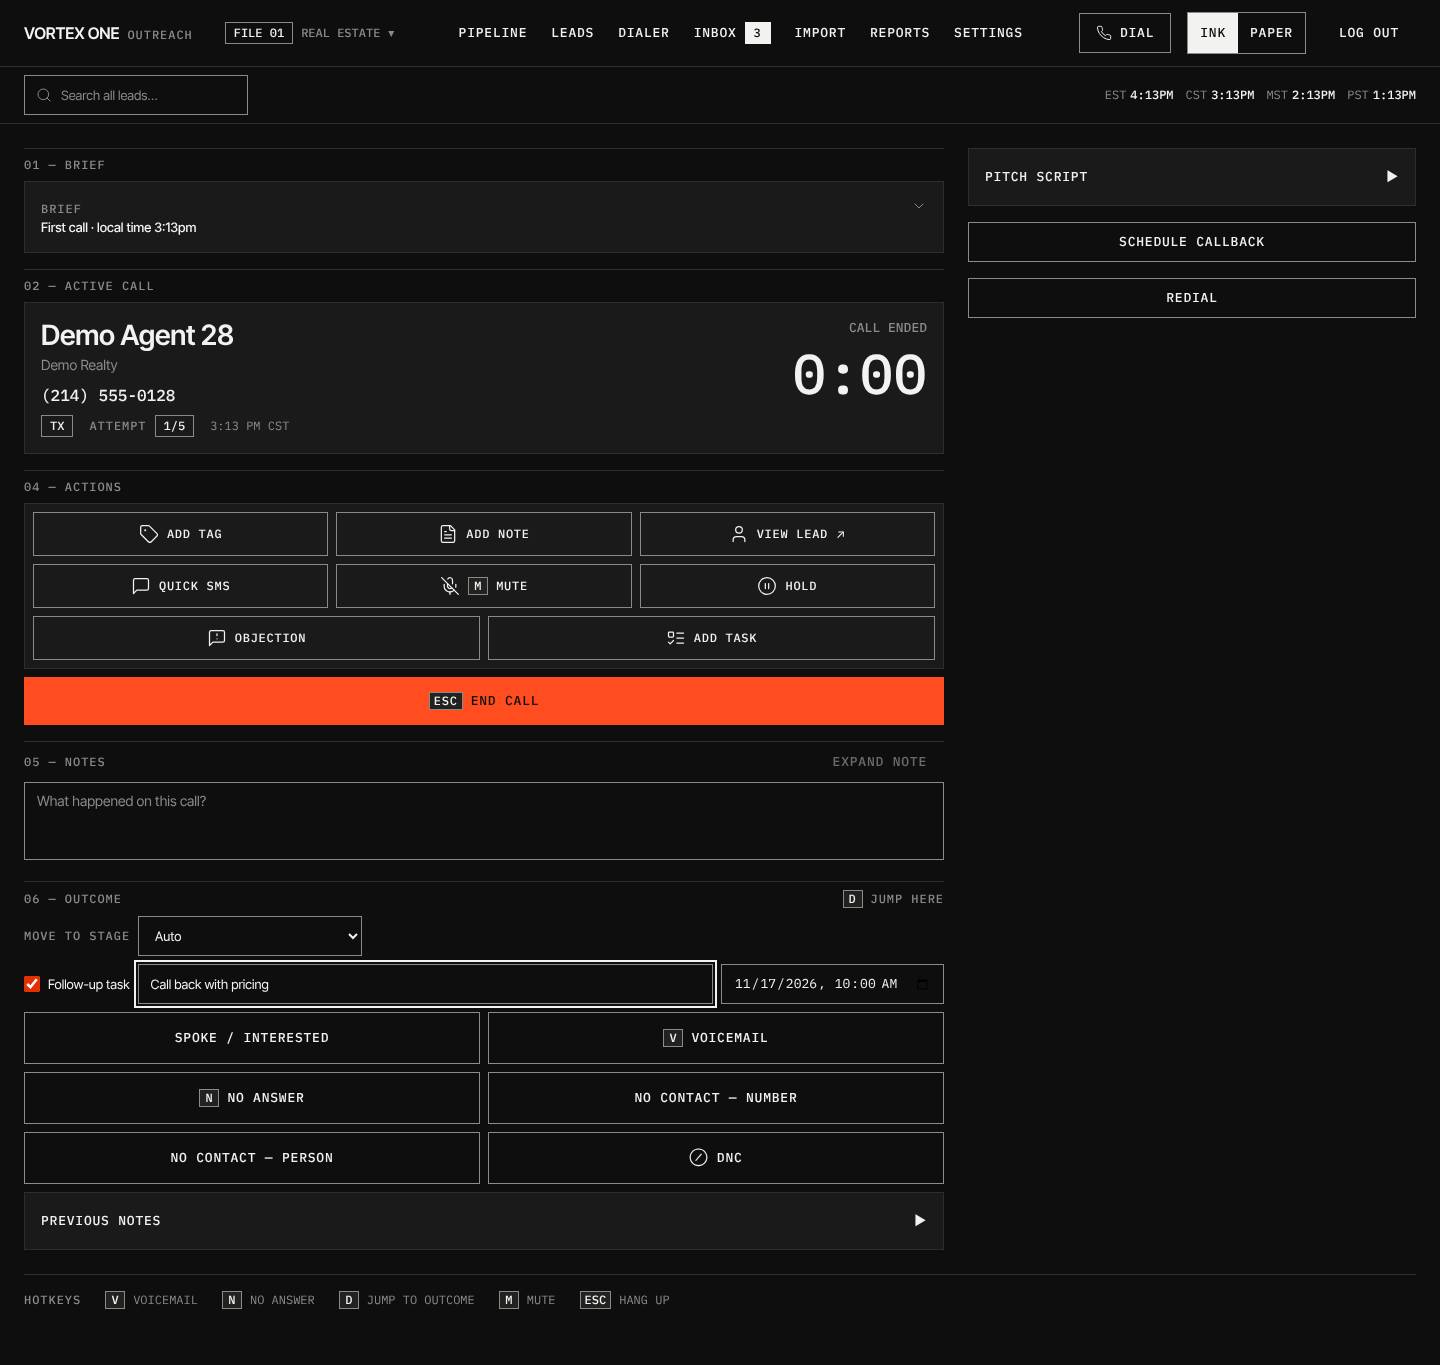 VORTEX ONE OUTREACH
FILE 01 REAL ESTATE ▼
PIPELINE LEADS DIALER INBOX 3 IMPORT REPORTS SETTINGS
DIAL
INK PAPER
LOG OUT
Search all leads…
EST 4:13PM CST 3:13PM MST 2:13PM PST 1:13PM
01 — BRIEF
BRIEF
First call · local time 3:13pm
02 — ACTIVE CALL
Demo Agent 28
Demo Realty
(214) 555-0128
TX ATTEMPT 1/5 3:13 PM CST
CALL ENDED
0:00
04 — ACTIONS
ADD TAG
ADD NOTE
VIEW LEAD ↗
QUICK SMS
M MUTE
HOLD
OBJECTION
ADD TASK
ESC END CALL
05 — NOTES
EXPAND NOTE
What happened on this call?
06 — OUTCOME
D JUMP HERE
MOVE TO STAGE Auto
Follow-up task Call back with pricing 11/17/2026, 10:00 AM
SPOKE / INTERESTED
V VOICEMAIL
N NO ANSWER
NO CONTACT — NUMBER
NO CONTACT — PERSON
DNC
PREVIOUS NOTES ▶
PITCH SCRIPT ▶
SCHEDULE CALLBACK
REDIAL
HOTKEYS V VOICEMAIL N NO ANSWER D JUMP TO OUTCOME M MUTE ESC HANG UP